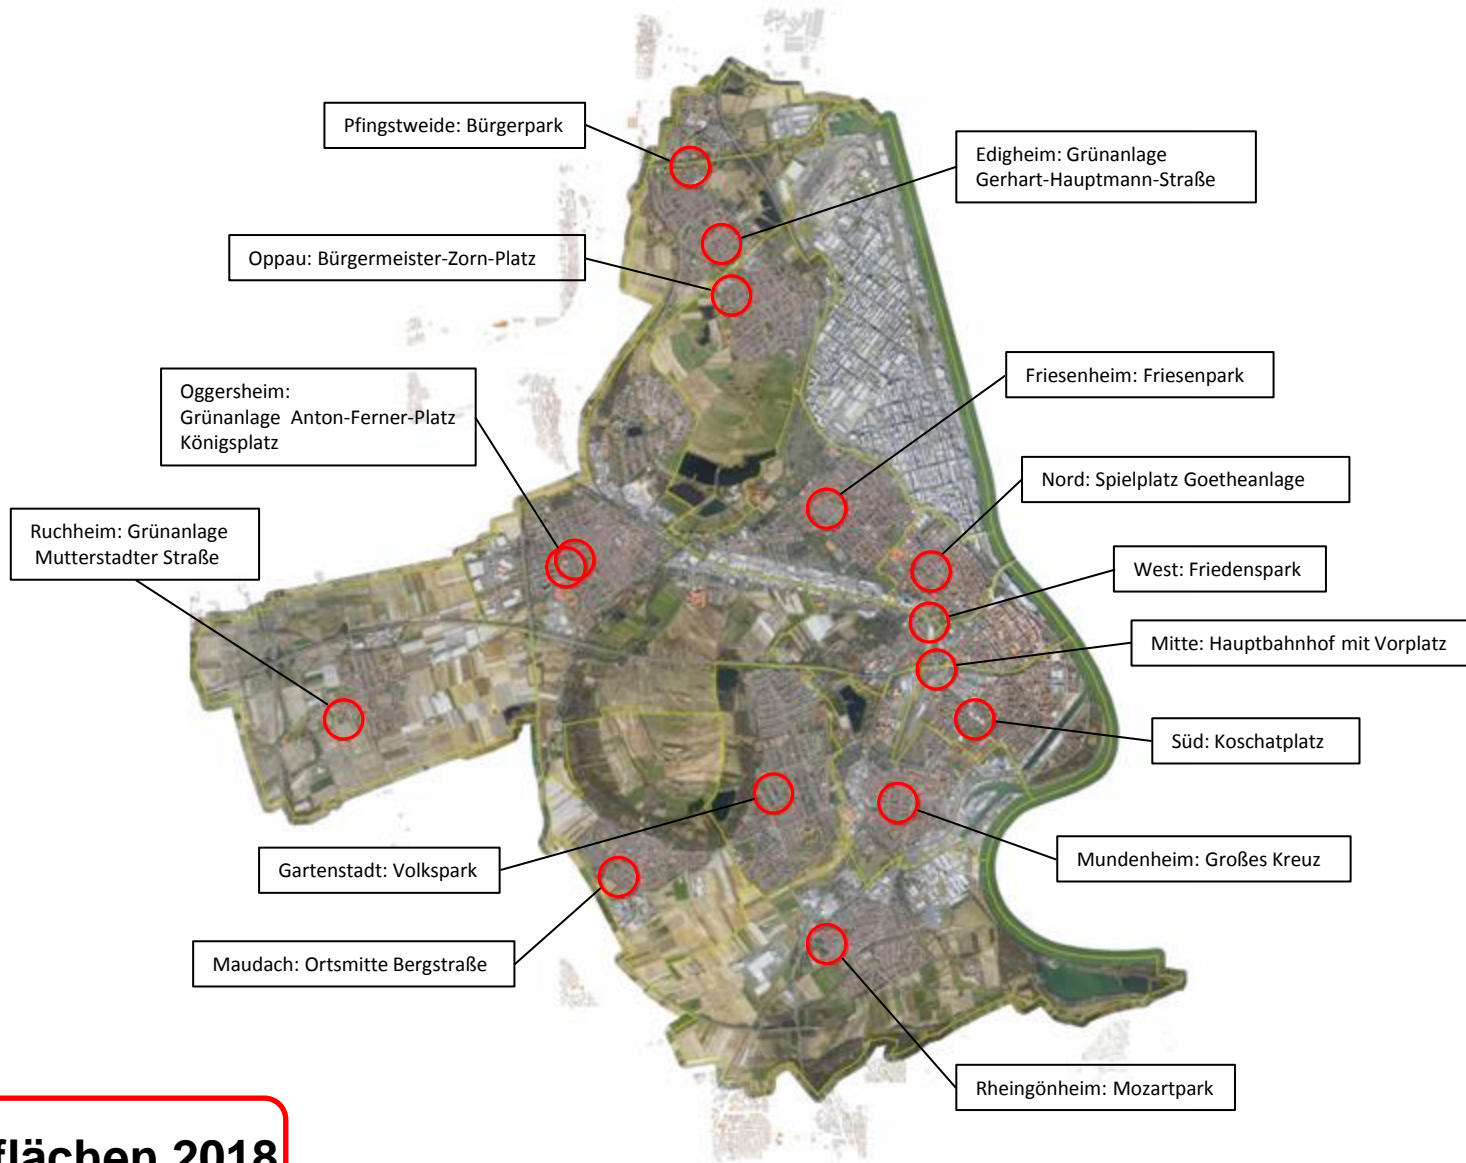 Pfingstweide: Bürgerpark
Edigheim: Grünanlage
Gerhart-Hauptmann-Straße
Oppau: Bürgermeister-Zorn-Platz
Friesenheim: Friesenpark
Oggersheim:
Grünanlage Anton-Ferner-Platz
Königsplatz
Nord: Spielplatz Goetheanlage
Ruchheim: Grünanlage
Mutterstadter Straße
West: Friedenspark
Mitte: Hauptbahnhof mit Vorplatz
Süd: Koschatplatz
Gartenstadt: Volkspark
Mundenheim: Großes Kreuz
Maudach: Ortsmitte Bergstraße
Rheingönheim: Mozartpark
flächen 2018